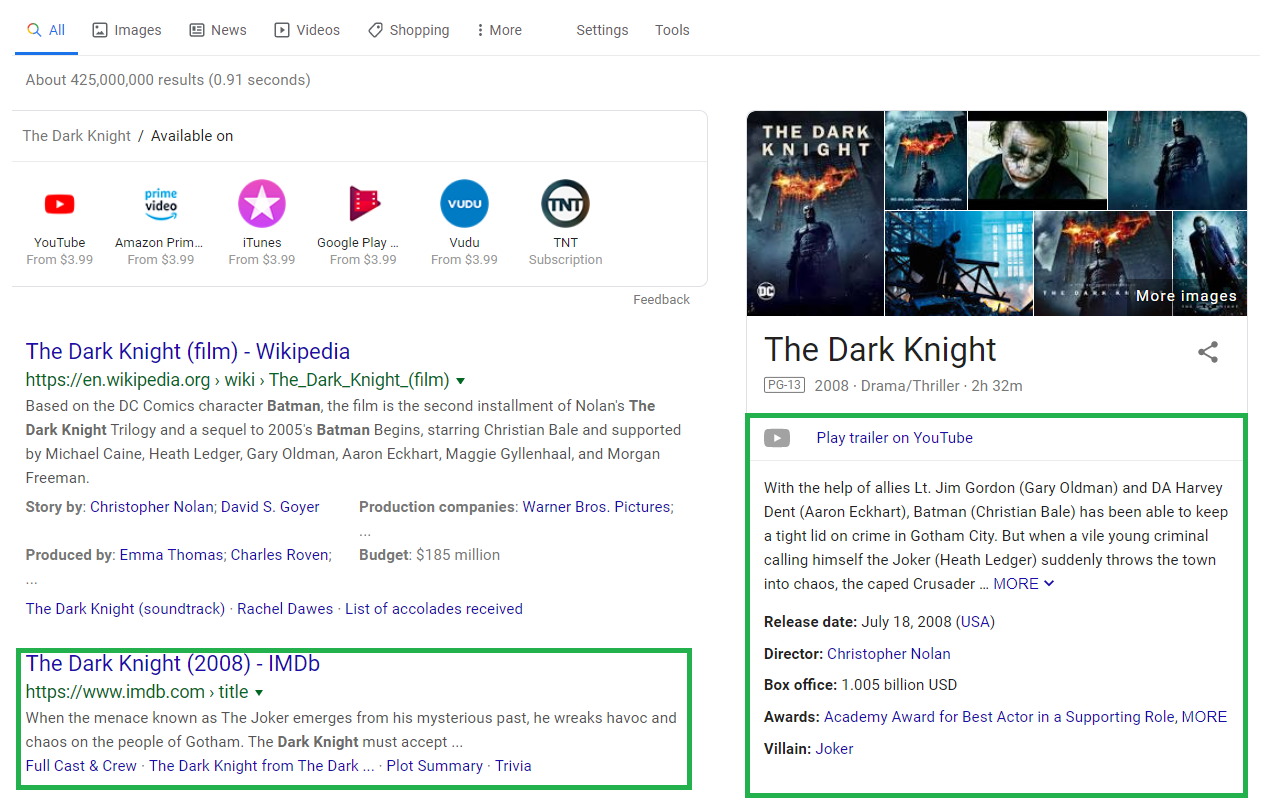 All Images News Videos Shopping More Settings Tools
About 425,000,000 results (0.91 seconds)
The Dark Knight / Available on
prime video
VUDU
TNT
YouTube Amazon Prim... iTunes Google Play ... Vudu TNT
From $3.99 From $3.99 From $3.99 From $3.99 From $3.99 Subscription
Feedback
The Dark Knight (film) - Wikipedia
https://en.wikipedia.org › wiki › The_Dark_Knight_(film)
Based on the DC Comics character Batman, the film is the second installment of Nolan's The
Dark Knight Trilogy and a sequel to 2005's Batman Begins, starring Christian Bale and supported
by Michael Caine, Heath Ledger, Gary Oldman, Aaron Eckhart, Maggie Gyllenhaal, and Morgan
Freeman.
Story by: Christopher Nolan; David S. Goyer
Production companies: Warner Bros. Pictures;
...
Produced by: Emma Thomas; Charles Roven;
...
Budget: $185 million
The Dark Knight (soundtrack) · Rachel Dawes · List of accolades received
The Dark Knight (2008) - IMDb
https://www.imdb.com › title
When the menace known as The Joker emerges from his mysterious past, he wreaks havoc and
chaos on the people of Gotham. The Dark Knight must accept ...
Full Cast & Crew · The Dark Knight from The Dark ... · Plot Summary · Trivia
THE DARK
KNIGHT
DC
More images
The Dark Knight
PG-13 2008 · Drama/Thriller · 2h 32m
Play trailer on YouTube
With the help of allies Lt. Jim Gordon (Gary Oldman) and DA Harvey
Dent (Aaron Eckhart), Batman (Christian Bale) has been able to keep
a tight lid on crime in Gotham City. But when a vile young criminal
calling himself the Joker (Heath Ledger) suddenly throws the town
into chaos, the caped Crusader ... MORE
Release date: July 18, 2008 (USA)
Director: Christopher Nolan
Box office: 1.005 billion USD
Awards: Academy Award for Best Actor in a Supporting Role, MORE
Villain: Joker